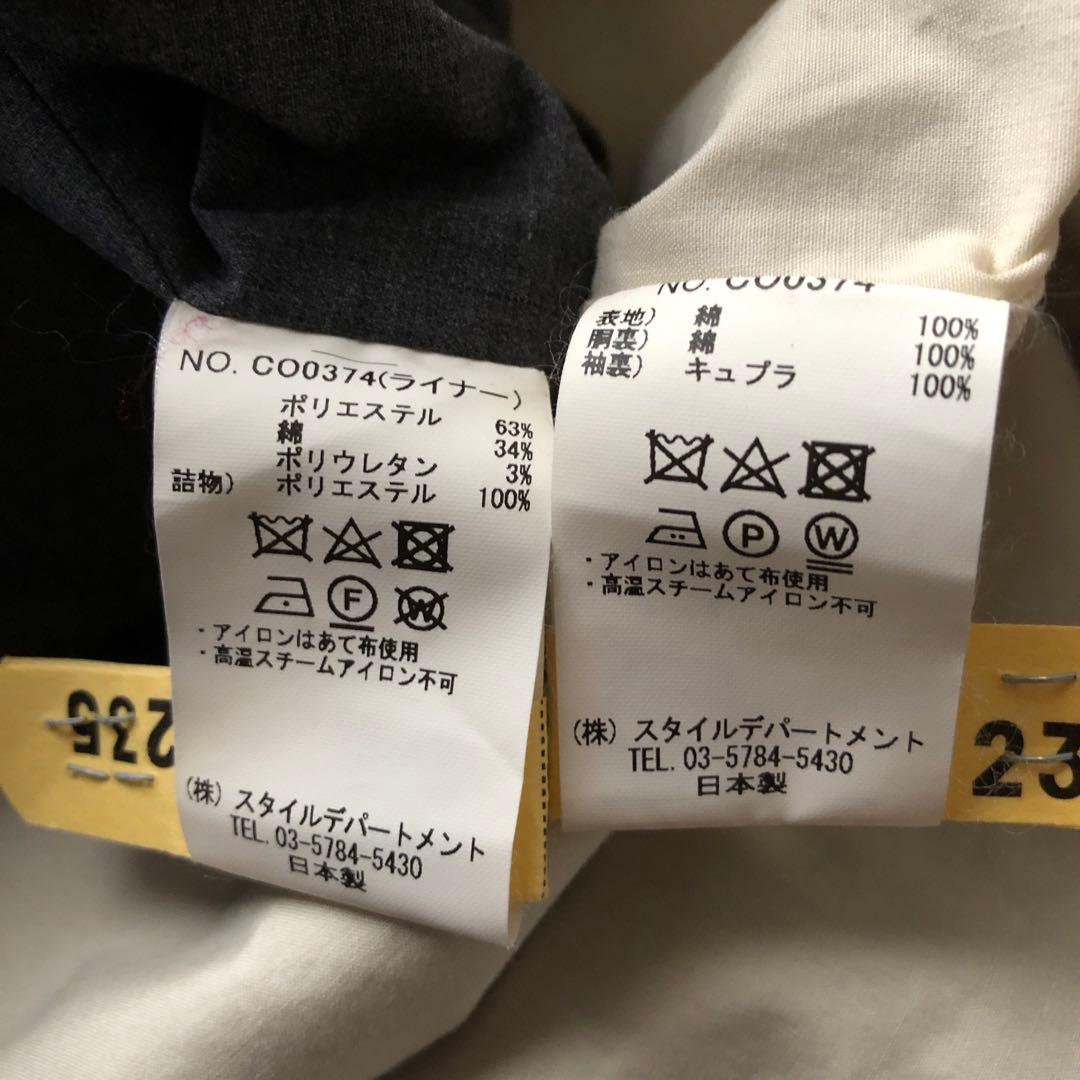 NO. CO0374(ライナー)
ポリエステル 63%
綿 34%
ポリウレタン 3%
詰物) ポリエステル 100%
F
W
・アイロンはあて布使用
・高温スチームアイロン不可
(株) スタイルデパートメント
TEL. 03-5784-5430
日本製
NO. CO0374
表地) 綿 100%
胴裏) 綿 100%
袖裏) キュプラ 100%
P
W
・アイロンはあて布使用
・高温スチームアイロン不可
(株) スタイルデパートメント
TEL. 03-5784-5430
日本製
235
23